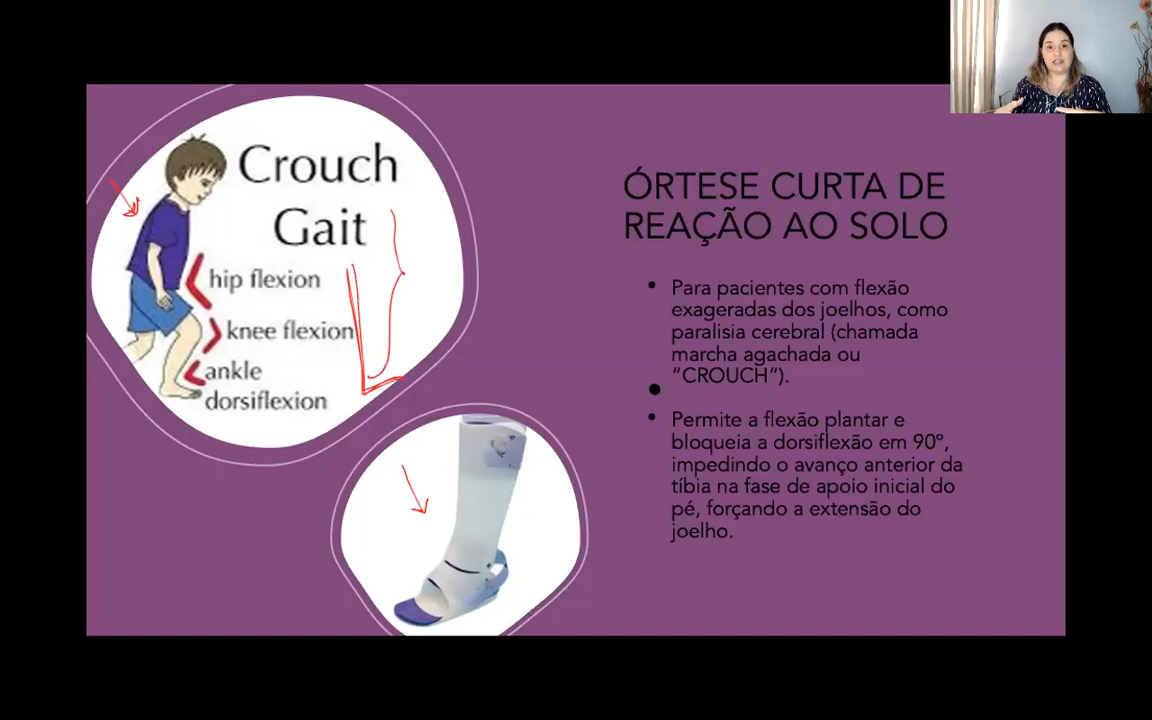 Crouch
Gait
hip flexion
knee flexion
ankle
dorsiflexion
ÓRTESE CURTA DE
REAÇÃO AO SOLO
• Para pacientes com flexão
exageradas dos joelhos, como
paralisia cerebral (chamada
marcha agachada ou
“CROUCH”).
•
• Permite a flexão plantar e
bloqueia a dorsiflexão em 90º,
impedindo o avanço anterior da
tíbia na fase de apoio inicial do
pé, forçando a extensão do
joelho.